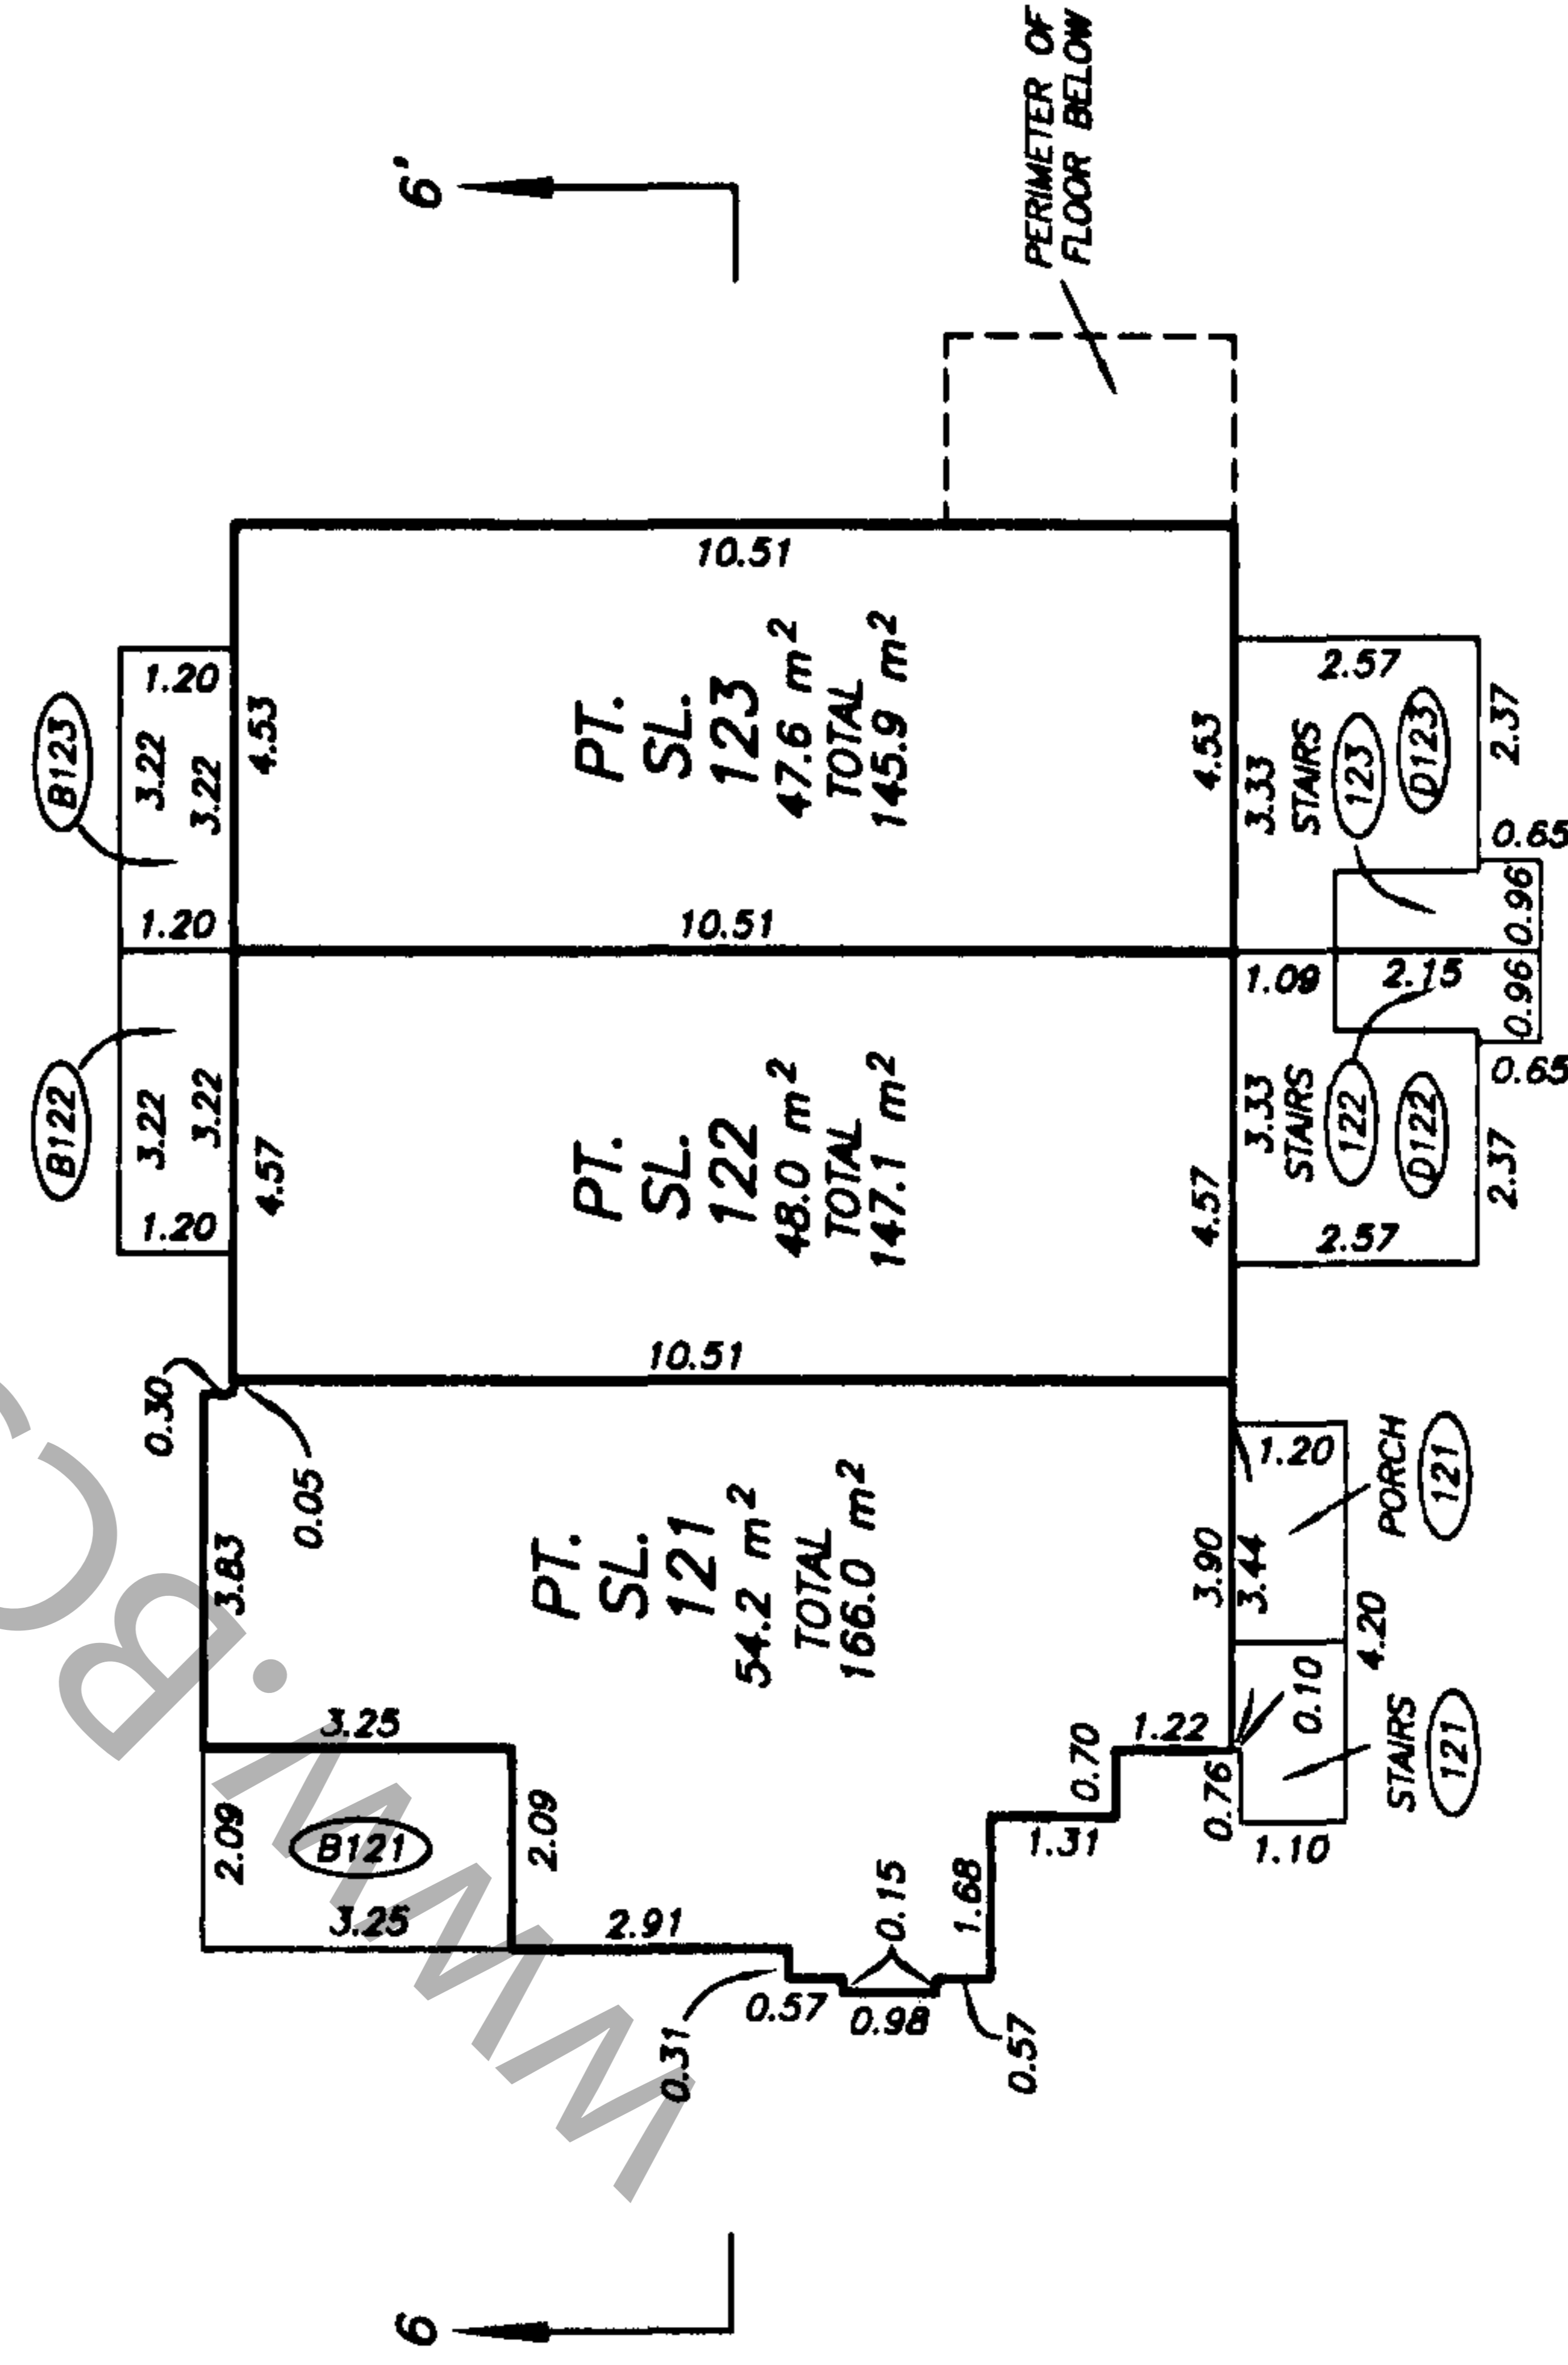 6'
PERIMETER OF
FLOOR BELOW
B123
1.20
3.22
3.22
1.20
4.53
10.51
PT.
SL.
123
47.6 m²
TOTAL
145.9 m²
4.53
10.51
3.33
STAIRS
123
D123
2.57
2.37
0.65
0.96
B122
3.22
3.22
1.20
4.57
PT.
SL.
122
48.0 m²
TOTAL
147.1 m²
4.57
10.51
1.09
2.15
0.96
0.65
3.33
STAIRS
122
D122
2.57
2.37
0.30
0.05
3.83
PT.
SL.
121
54.2 m²
TOTAL
166.0 m²
3.90
3.44
1.20
PORCH
121
4.20
0.10
STAIRS
121
1.10
0.76
1.22
0.70
1.31
1.68
0.15
0.57
0.98
0.57
0.31
2.91
3.25
2.09
B121
2.09
3.25
6